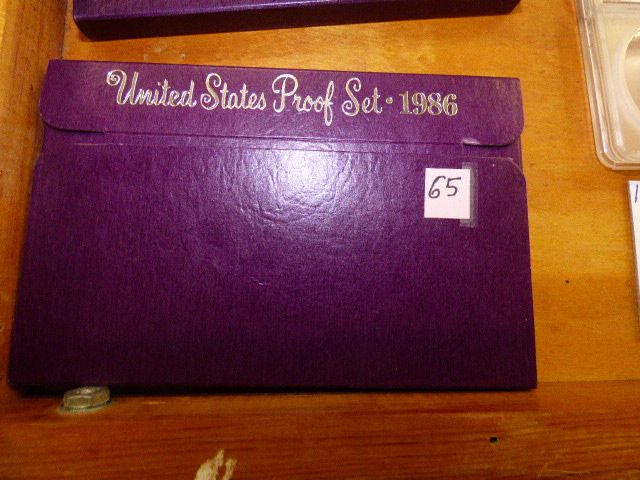 United States Proof Set • 1986
65